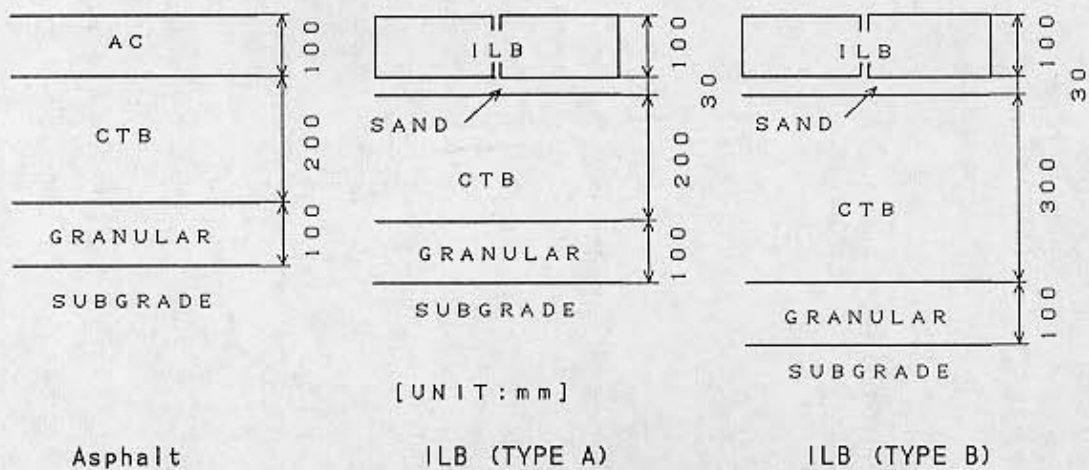 AC
100
CTB
200
GRANULAR
100
SUBGRADE
Asphalt
ILB
100
30
SAND
CTB
200
GRANULAR
100
SUBGRADE
[UNIT:mm]
ILB (TYPE A)
ILB
100
30
SAND
CTB
300
GRANULAR
100
SUBGRADE
ILB (TYPE B)